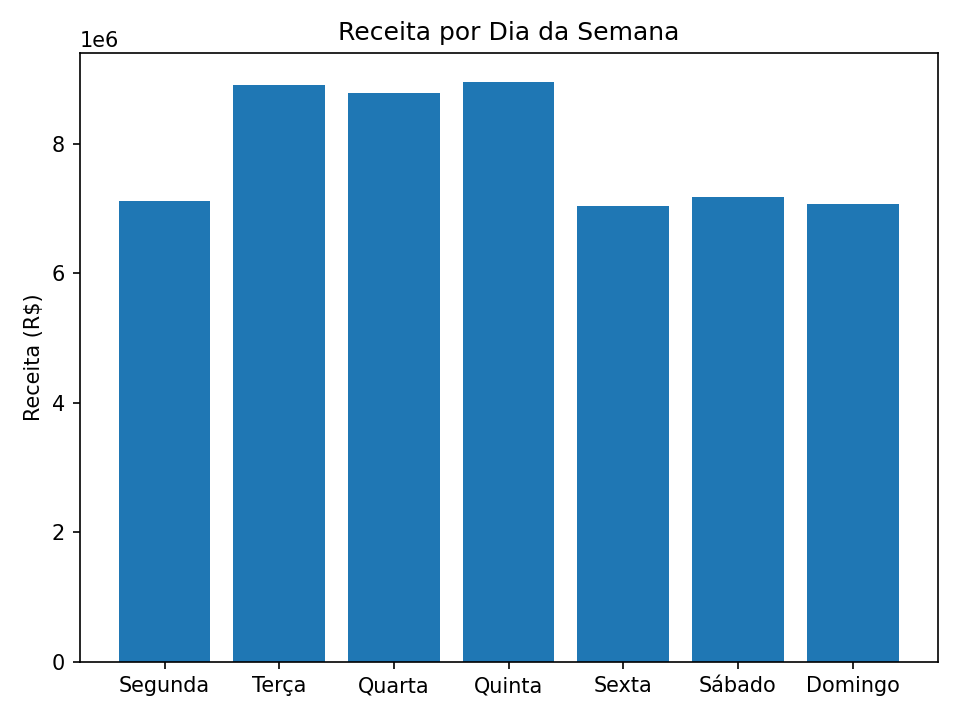 Receita por Dia da Semana
1e6
8
6
4
2
0
Receita (R$)
Segunda Terça Quarta Quinta Sexta Sábado Domingo